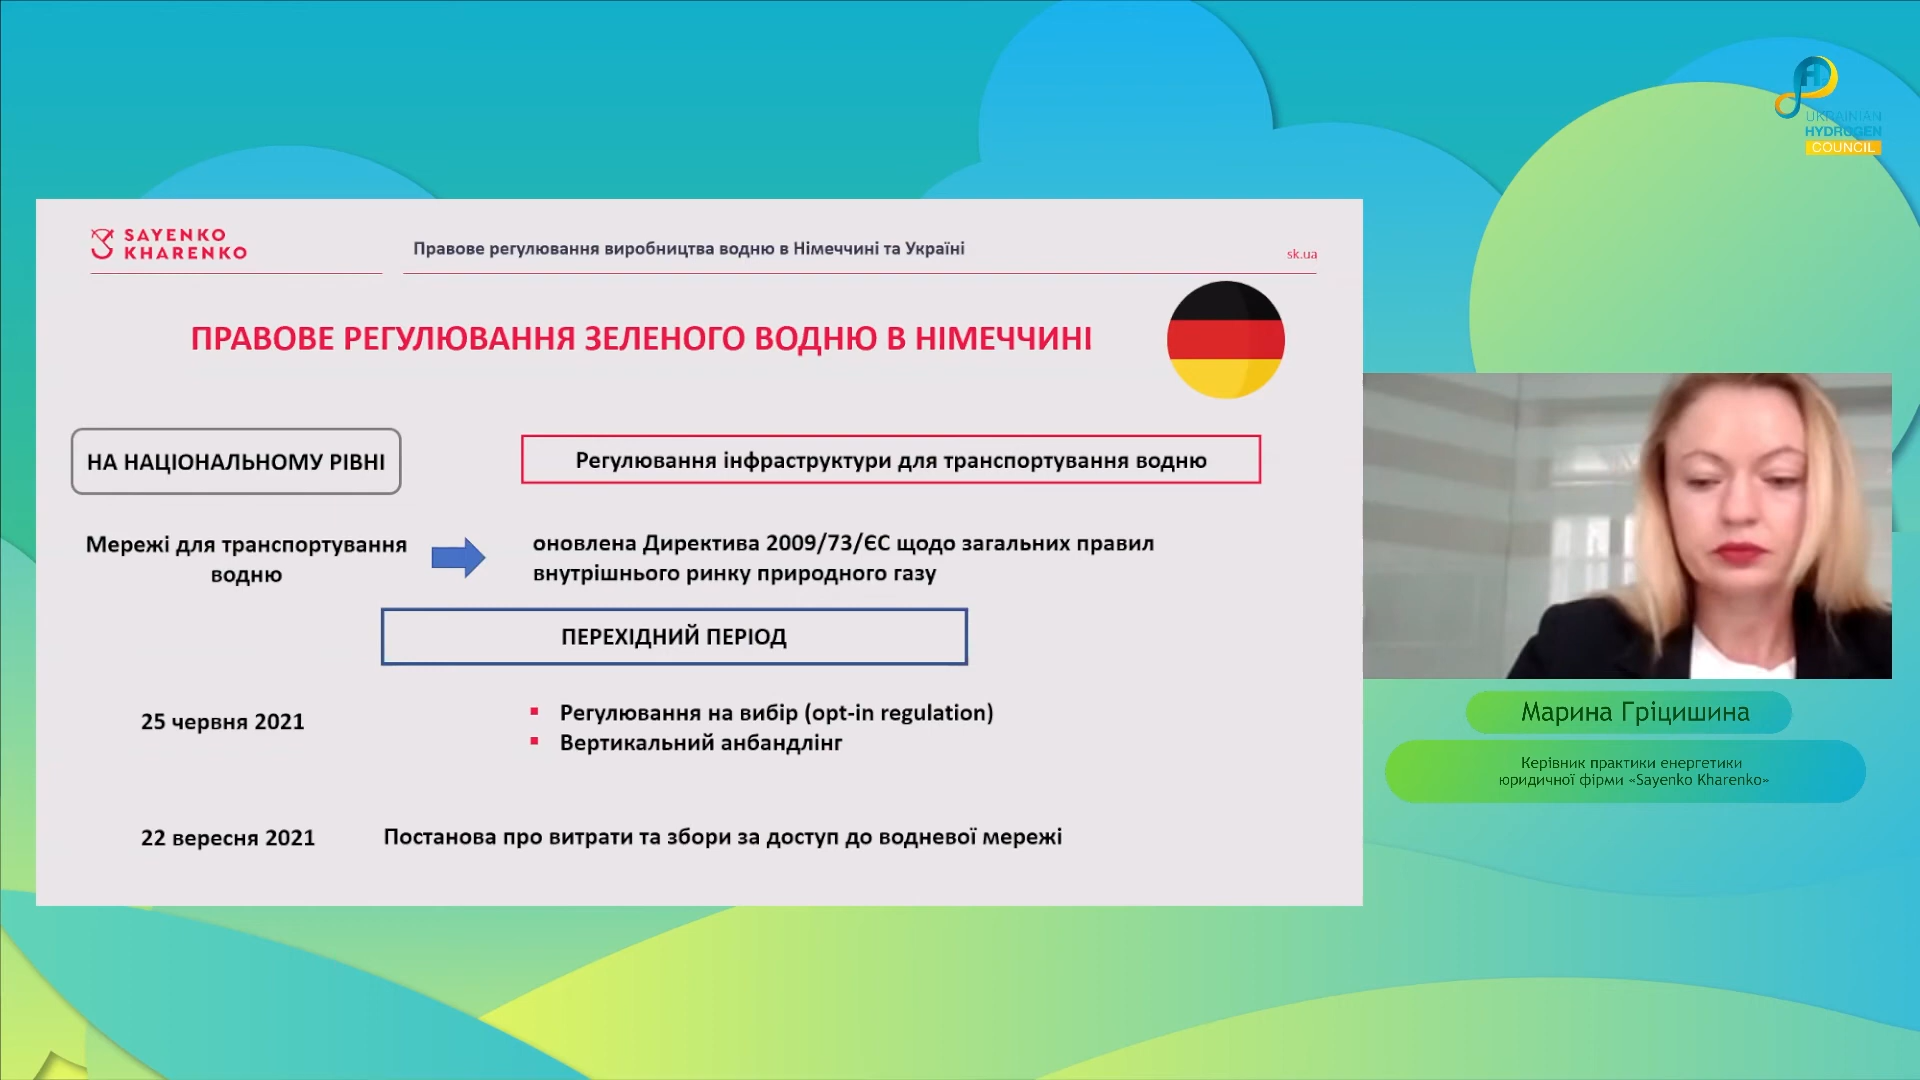 UKRAINIAN
HYDROGEN
COUNCIL
SAYENKO
KHARENKO
Правове регулювання виробництва водню в Німеччині та Україні
sk.ua
ПРАВОВЕ РЕГУЛЮВАННЯ ЗЕЛЕНОГО ВОДНЮ В НІМЕЧЧИНІ
НА НАЦІОНАЛЬНОМУ РІВНІ
Регулювання інфраструктури для транспортування водню
Мережі для транспортування
водню
оновлена Директива 2009/73/ЄС щодо загальних правил
внутрішнього ринку природного газу
ПЕРЕХІДНИЙ ПЕРІОД
25 червня 2021
Регулювання на вибір (opt-in regulation)
Вертикальний анбандлінг
22 вересня 2021
Постанова про витрати та збори за доступ до водневої мережі
Марина Гріцишина
Керівник практики енергетики
юридичної фірми «Sayenko Kharenko»